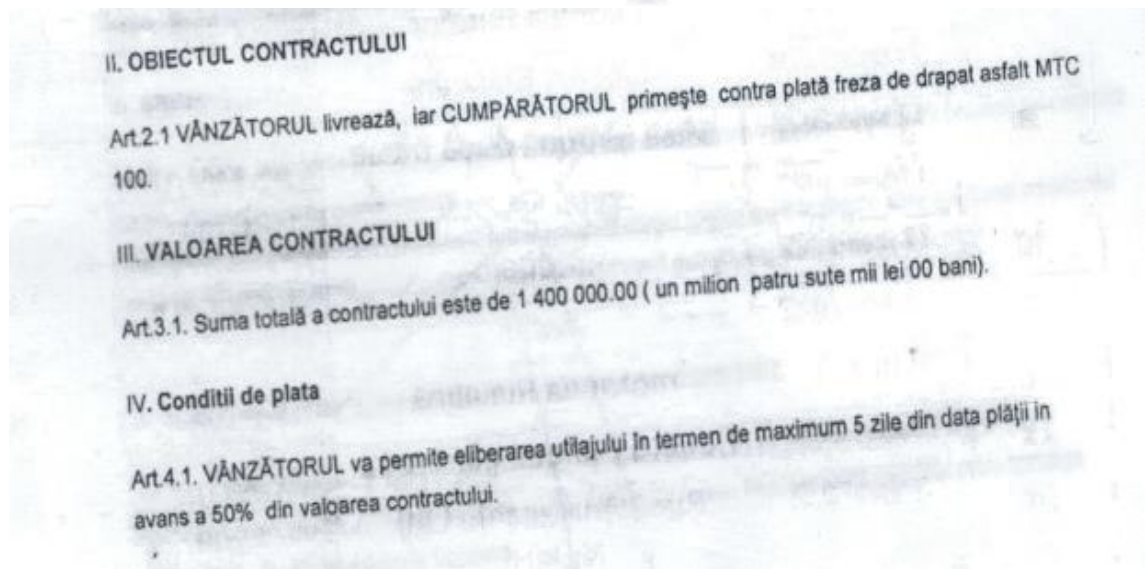 II. OBIECTUL CONTRACTULUI
Art.2.1 VÂNZĂTORUL livrează, iar CUMPĂRĂTORUL primeşte contra plată freza de drapat asfalt MTC
100.
III. VALOAREA CONTRACTULUI
Art.3.1. Suma totală a contractului este de 1 400 000.00 ( un milion patru sute mii lei 00 bani).
IV. Conditii de plata
Art.4.1. VÂNZĂTORUL va permite eliberarea utilajului în termen de maximum 5 zile din data plăţii in
avans a 50% din valoarea contractului.